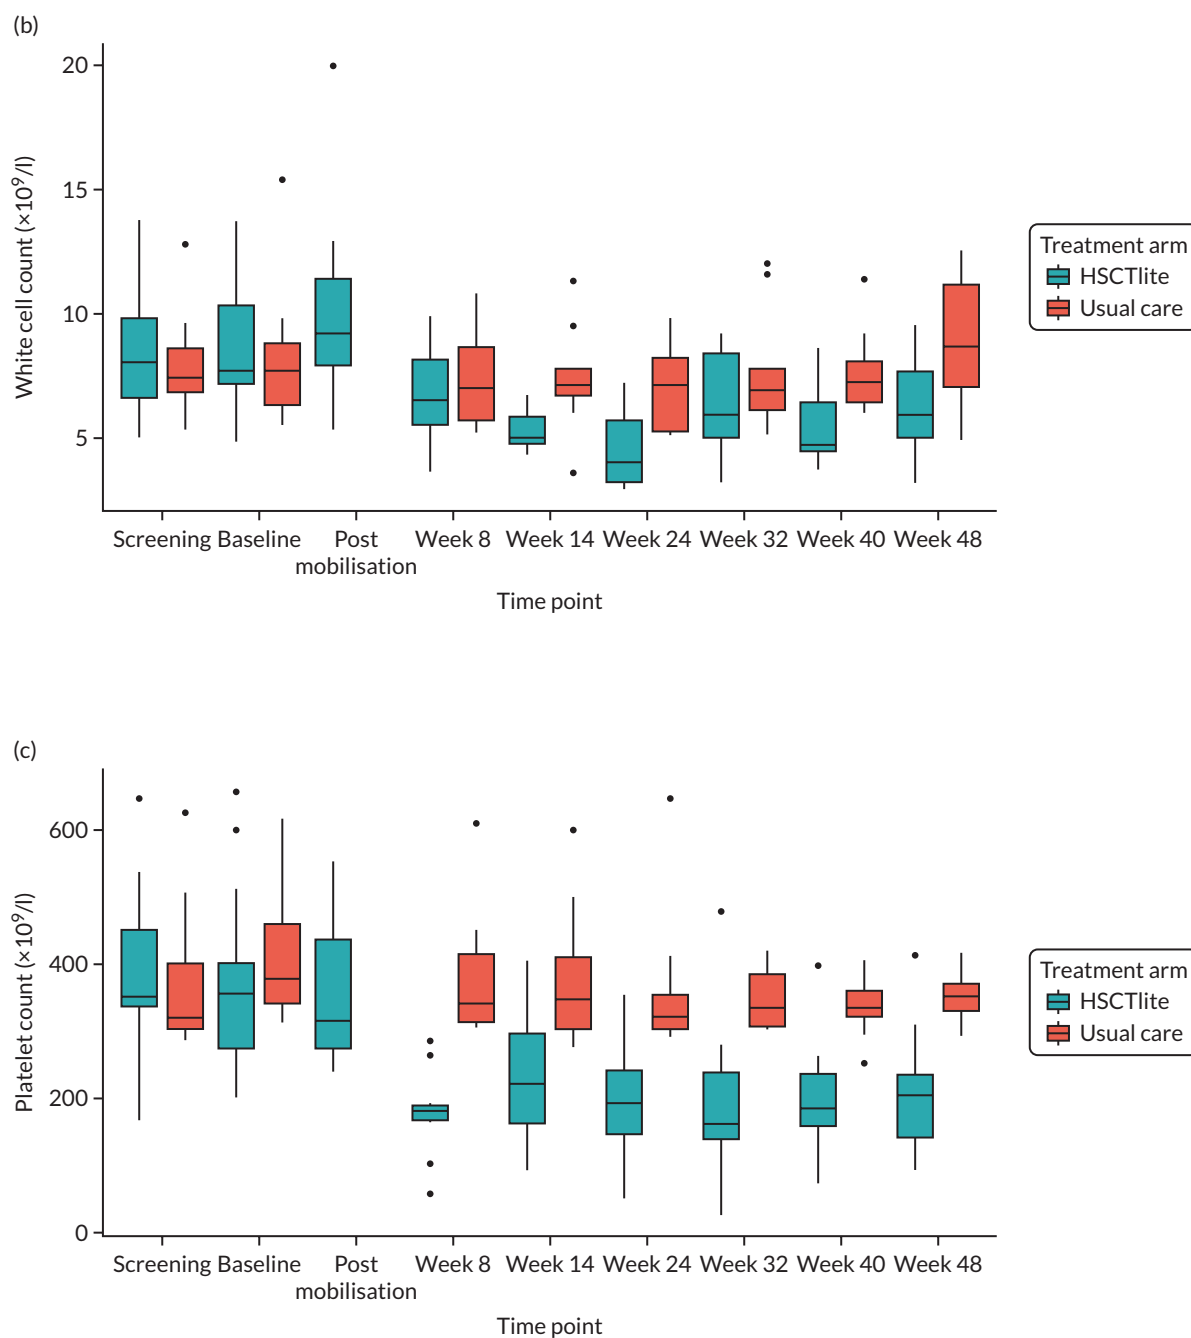 (b)
White cell count (×10⁹/l)
20
15
10
5
Screening Baseline Post mobilisation Week 8 Week 14 Week 24 Week 32 Week 40 Week 48
Time point
Treatment arm
HSCTlite
Usual care
(c)
Platelet count (×10⁹/l)
600
400
200
0
Screening Baseline Post mobilisation Week 8 Week 14 Week 24 Week 32 Week 40 Week 48
Time point
Treatment arm
HSCTlite
Usual care